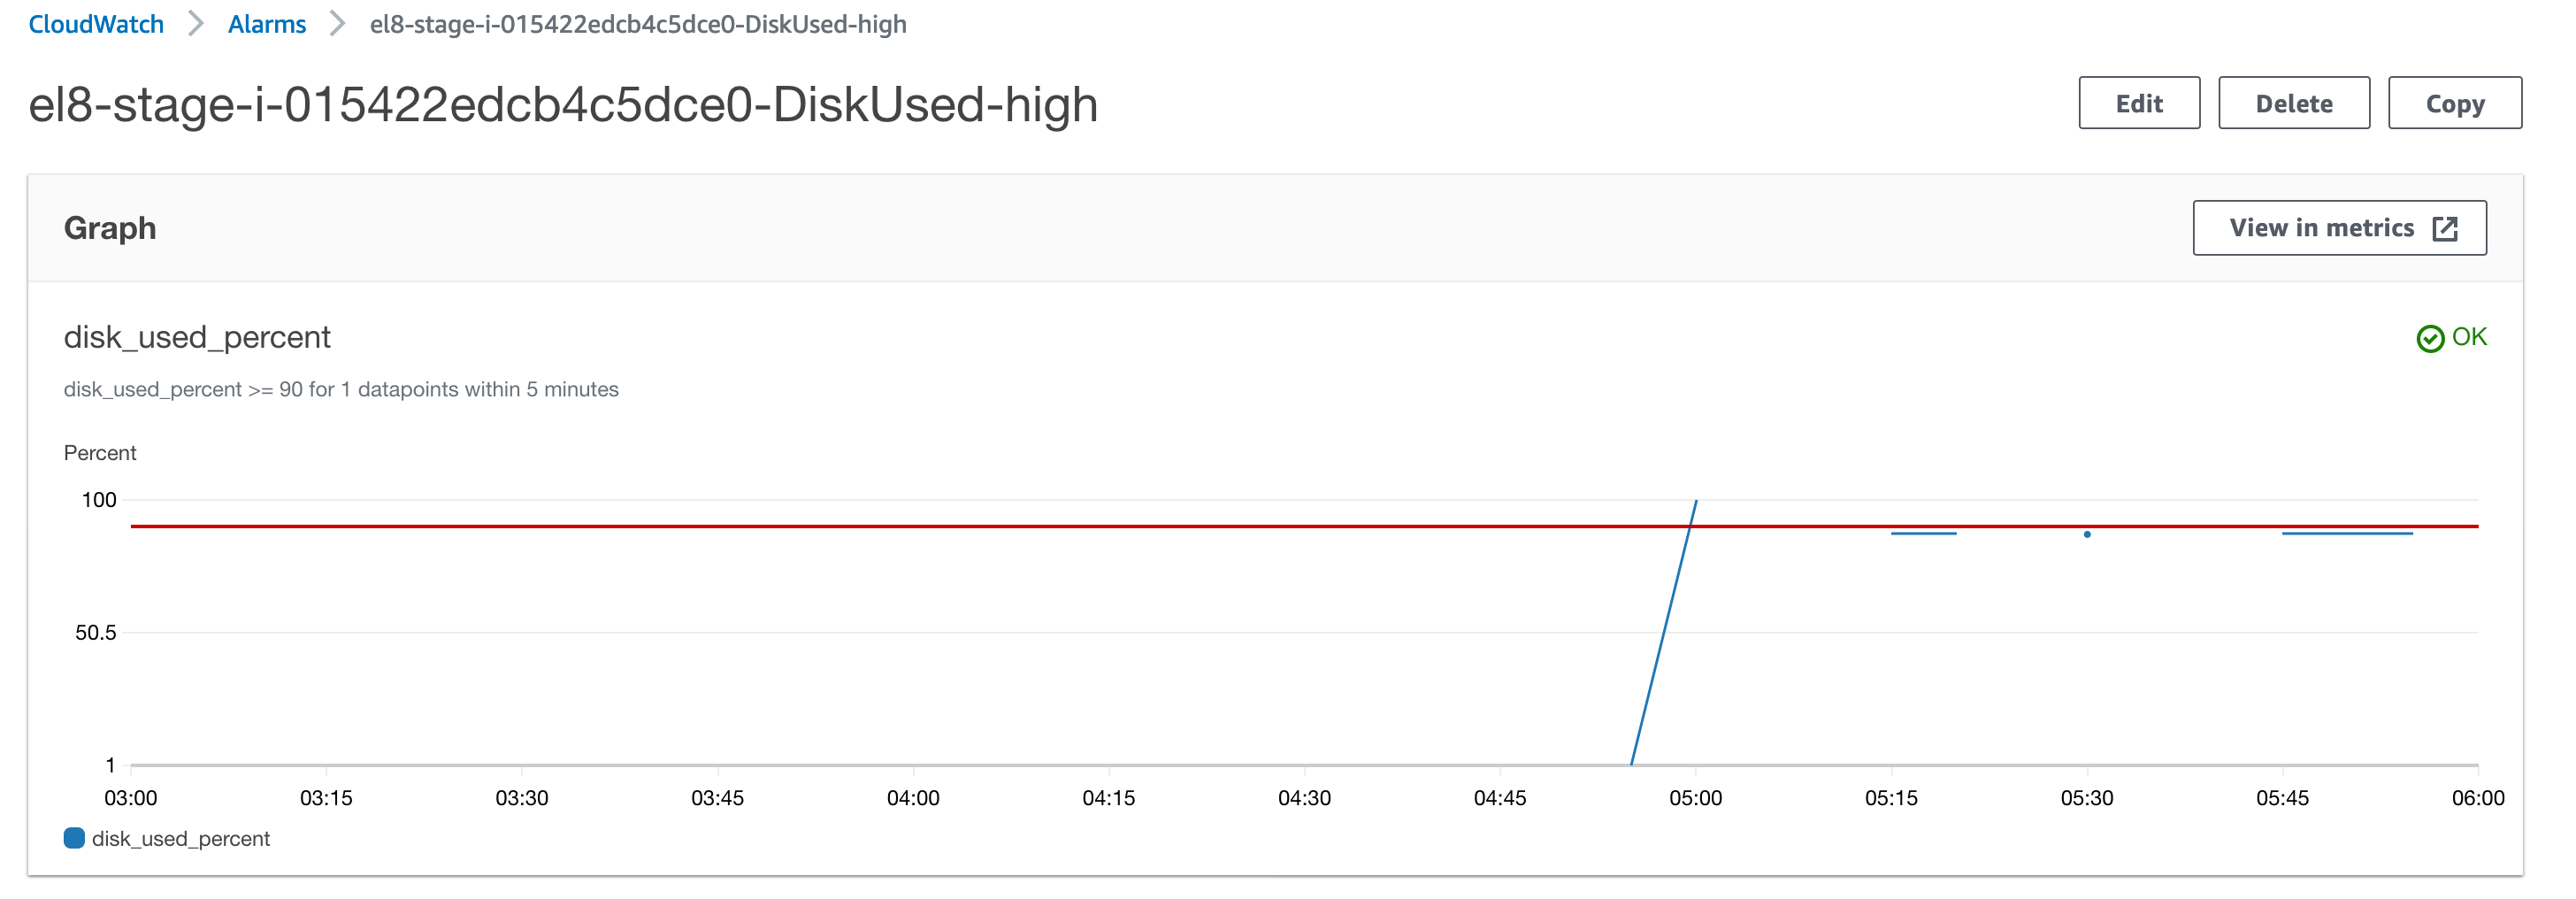 CloudWatch > Alarms > el8-stage-i-015422edcb4c5dce0-DiskUsed-high
el8-stage-i-015422edcb4c5dce0-DiskUsed-high
Edit
Delete
Copy
Graph
View in metrics
disk_used_percent
OK
disk_used_percent >= 90 for 1 datapoints within 5 minutes
Percent
100
50.5
1
03:00 03:15 03:30 03:45 04:00 04:15 04:30 04:45 05:00 05:15 05:30 05:45 06:00
disk_used_percent